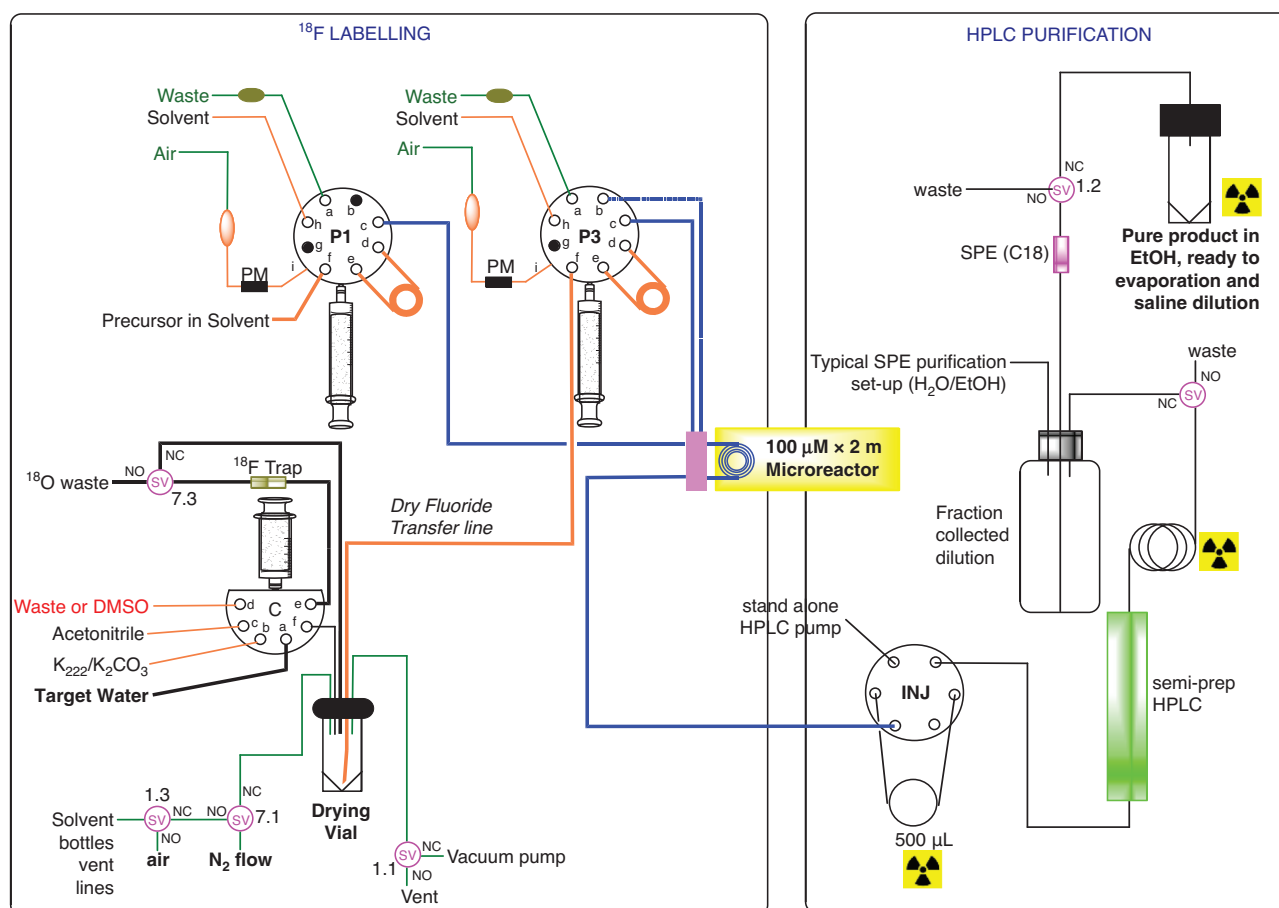 ¹⁸F LABELLING
Waste
Solvent
Air
a
b
h
P1
c
g
d
f
e
i
PM
Precursor in Solvent
Waste
Solvent
Air
a
b
h
P3
c
g
d
f
e
i
PM
100 μM × 2 m
Microreactor
NC
NO
¹⁸F Trap
¹⁸O waste
SV
7.3
Dry Fluoride
Transfer line
Waste or DMSO
d
C
e
Acetonitrile
c
b
a
f
K₂₂₂/K₂CO₃
Target Water
1.3
NC
NO
NC
Solvent
bottles
vent
lines
SV
SV
7.1
NO
air
N₂ flow
Drying
Vial
1.1
SV
NC
Vacuum pump
NO
Vent
HPLC PURIFICATION
NC
waste
SV
1.2
NO
SPE (C18)
Pure product in
EtOH, ready to
evaporation and
saline dilution
Typical SPE purification
set-up (H₂O/EtOH)
waste
NO
NC
SV
Fraction
collected
dilution
stand alone
HPLC pump
INJ
semi-prep
HPLC
500 μL